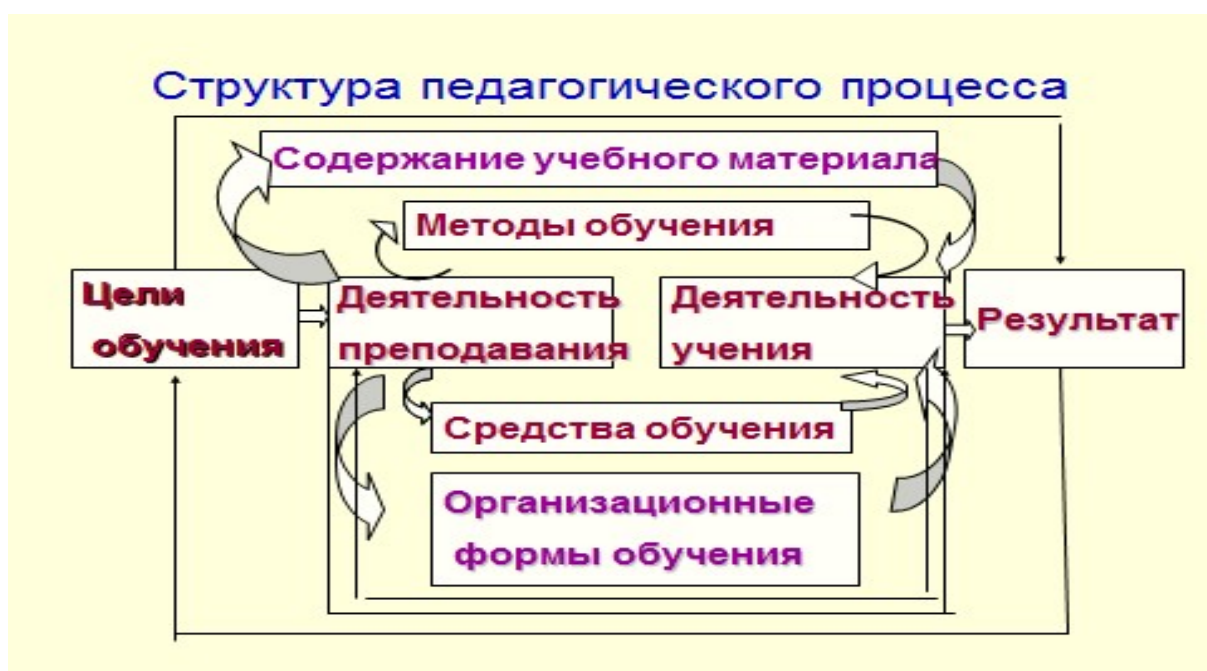 Структура педагогического процесса
Содержание учебного материала
Методы обучения
Цели
обучения
Деятельность
преподавания
Деятельность
учения
Результат
Средства обучения
Организационные
формы обучения